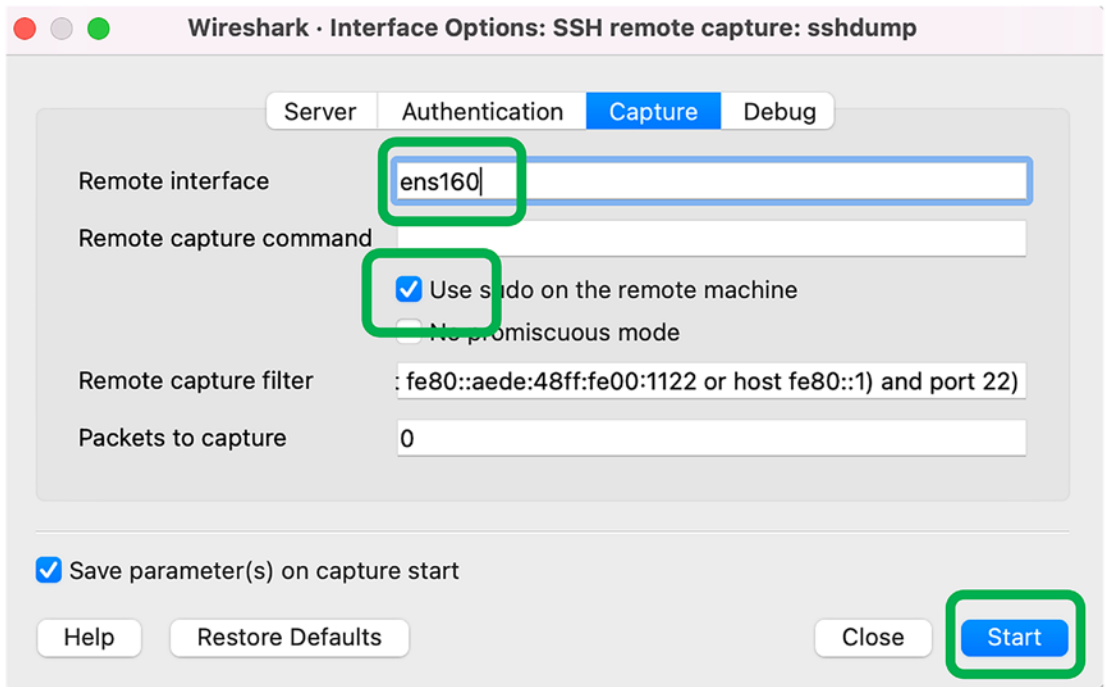 Wireshark · Interface Options: SSH remote capture: sshdump
Server Authentication Capture Debug
Remote interface ens160
Remote capture command
Use sudo on the remote machine
No promiscuous mode
Remote capture filter : fe80::aede:48ff:fe00:1122 or host fe80::1) and port 22)
Packets to capture 0
Save parameter(s) on capture start
Help Restore Defaults Close Start